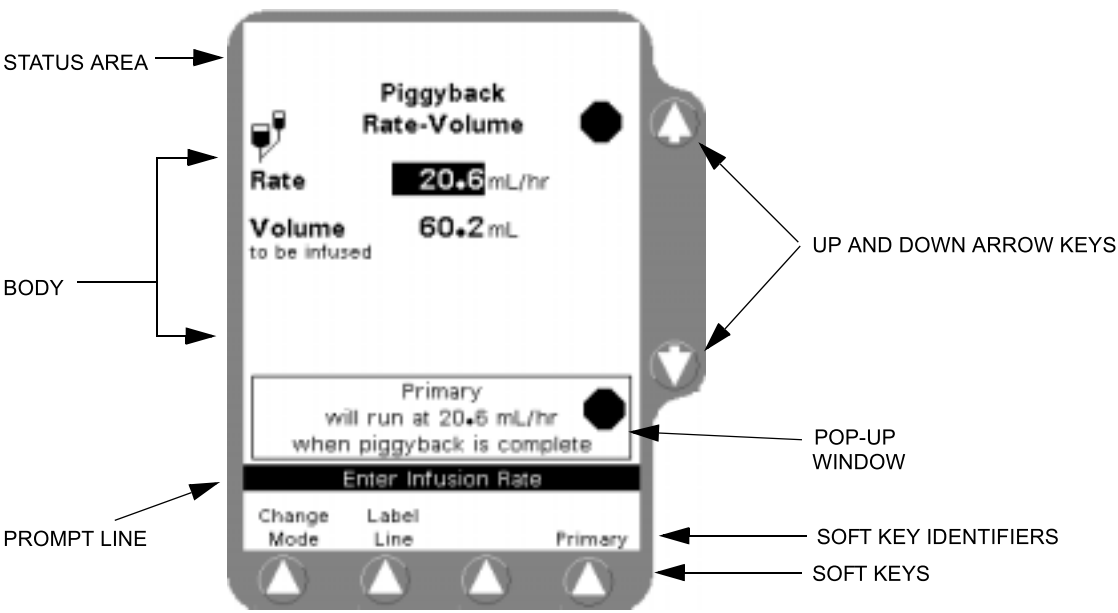 STATUS AREA
Piggyback
Rate-Volume
Rate 20.6 mL/hr
Volume 60.2 mL
to be infused
UP AND DOWN ARROW KEYS
BODY
Primary
will run at 20.6 mL/hr
when piggyback is complete
POP-UP
WINDOW
Enter Infusion Rate
PROMPT LINE
Change
Mode
Label
Line
Primary
SOFT KEY IDENTIFIERS
SOFT KEYS